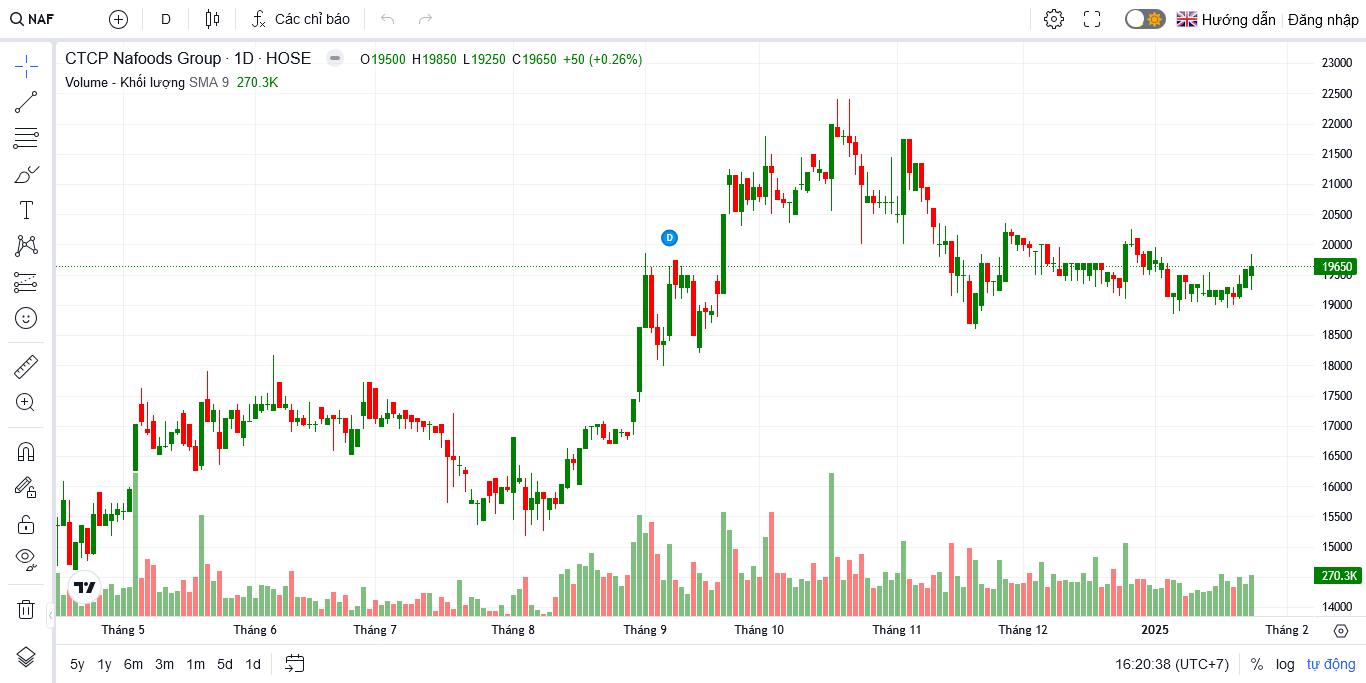 NAF D Các chỉ báo Hướng dẫn Đăng nhập
CTCP Nafoods Group · 1D · HOSE O19500 H19850 L19250 C19650 +50 (+0.26%)
Volume - Khối lượng SMA 9 270.3K
D
23000
22500
22000
21500
21000
20500
20000
19650
19500
19000
18500
18000
17500
17000
16500
16000
15500
15000
270.3K
14000
Tháng 5 Tháng 6 Tháng 7 Tháng 8 Tháng 9 Tháng 10 Tháng 11 Tháng 12 2025 Tháng 2
5y 1y 6m 3m 1m 5d 1d 16:20:38 (UTC+7) % log tự động